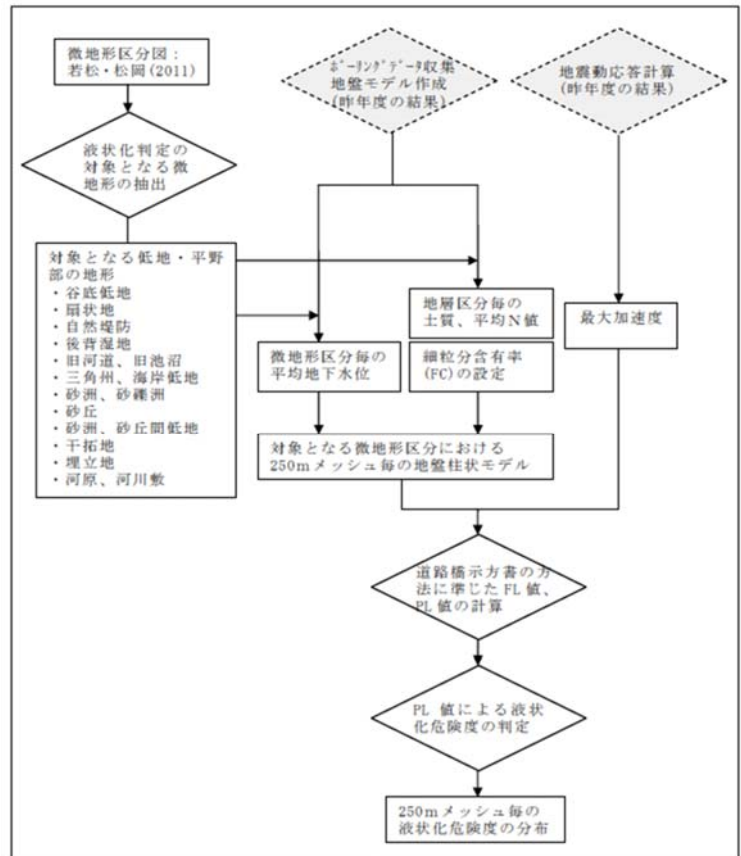 微地形区分図：
若松・松岡(2011)
ﾎﾞｰﾘﾝｸﾞﾃﾞｰﾀ収集
地盤モデル作成
(昨年度の結果)
地震動応答計算
(昨年度の結果)
液状化判定の
対象となる微
地形の抽出
対象となる低地・平野
部の地形
・谷底低地
・扇状地
・自然堤防
・後背湿地
・旧河道、旧池沼
・三角州、海岸低地
・砂洲、砂礫洲
・砂丘
・砂洲、砂丘間低地
・干拓地
・埋立地
・河原、河川敷
地層区分毎の
土質、平均N値
最大加速度
微地形区分毎の
平均地下水位
細粒分含有率
(FC)の設定
対象となる微地形区分における
250mメッシュ毎の地盤柱状モデル
道路橋示方書の方
法に準じたFL値、
PL値の計算
PL 値による液状
化危険度の判定
250mメッシュ毎の
液状化危険度の分布